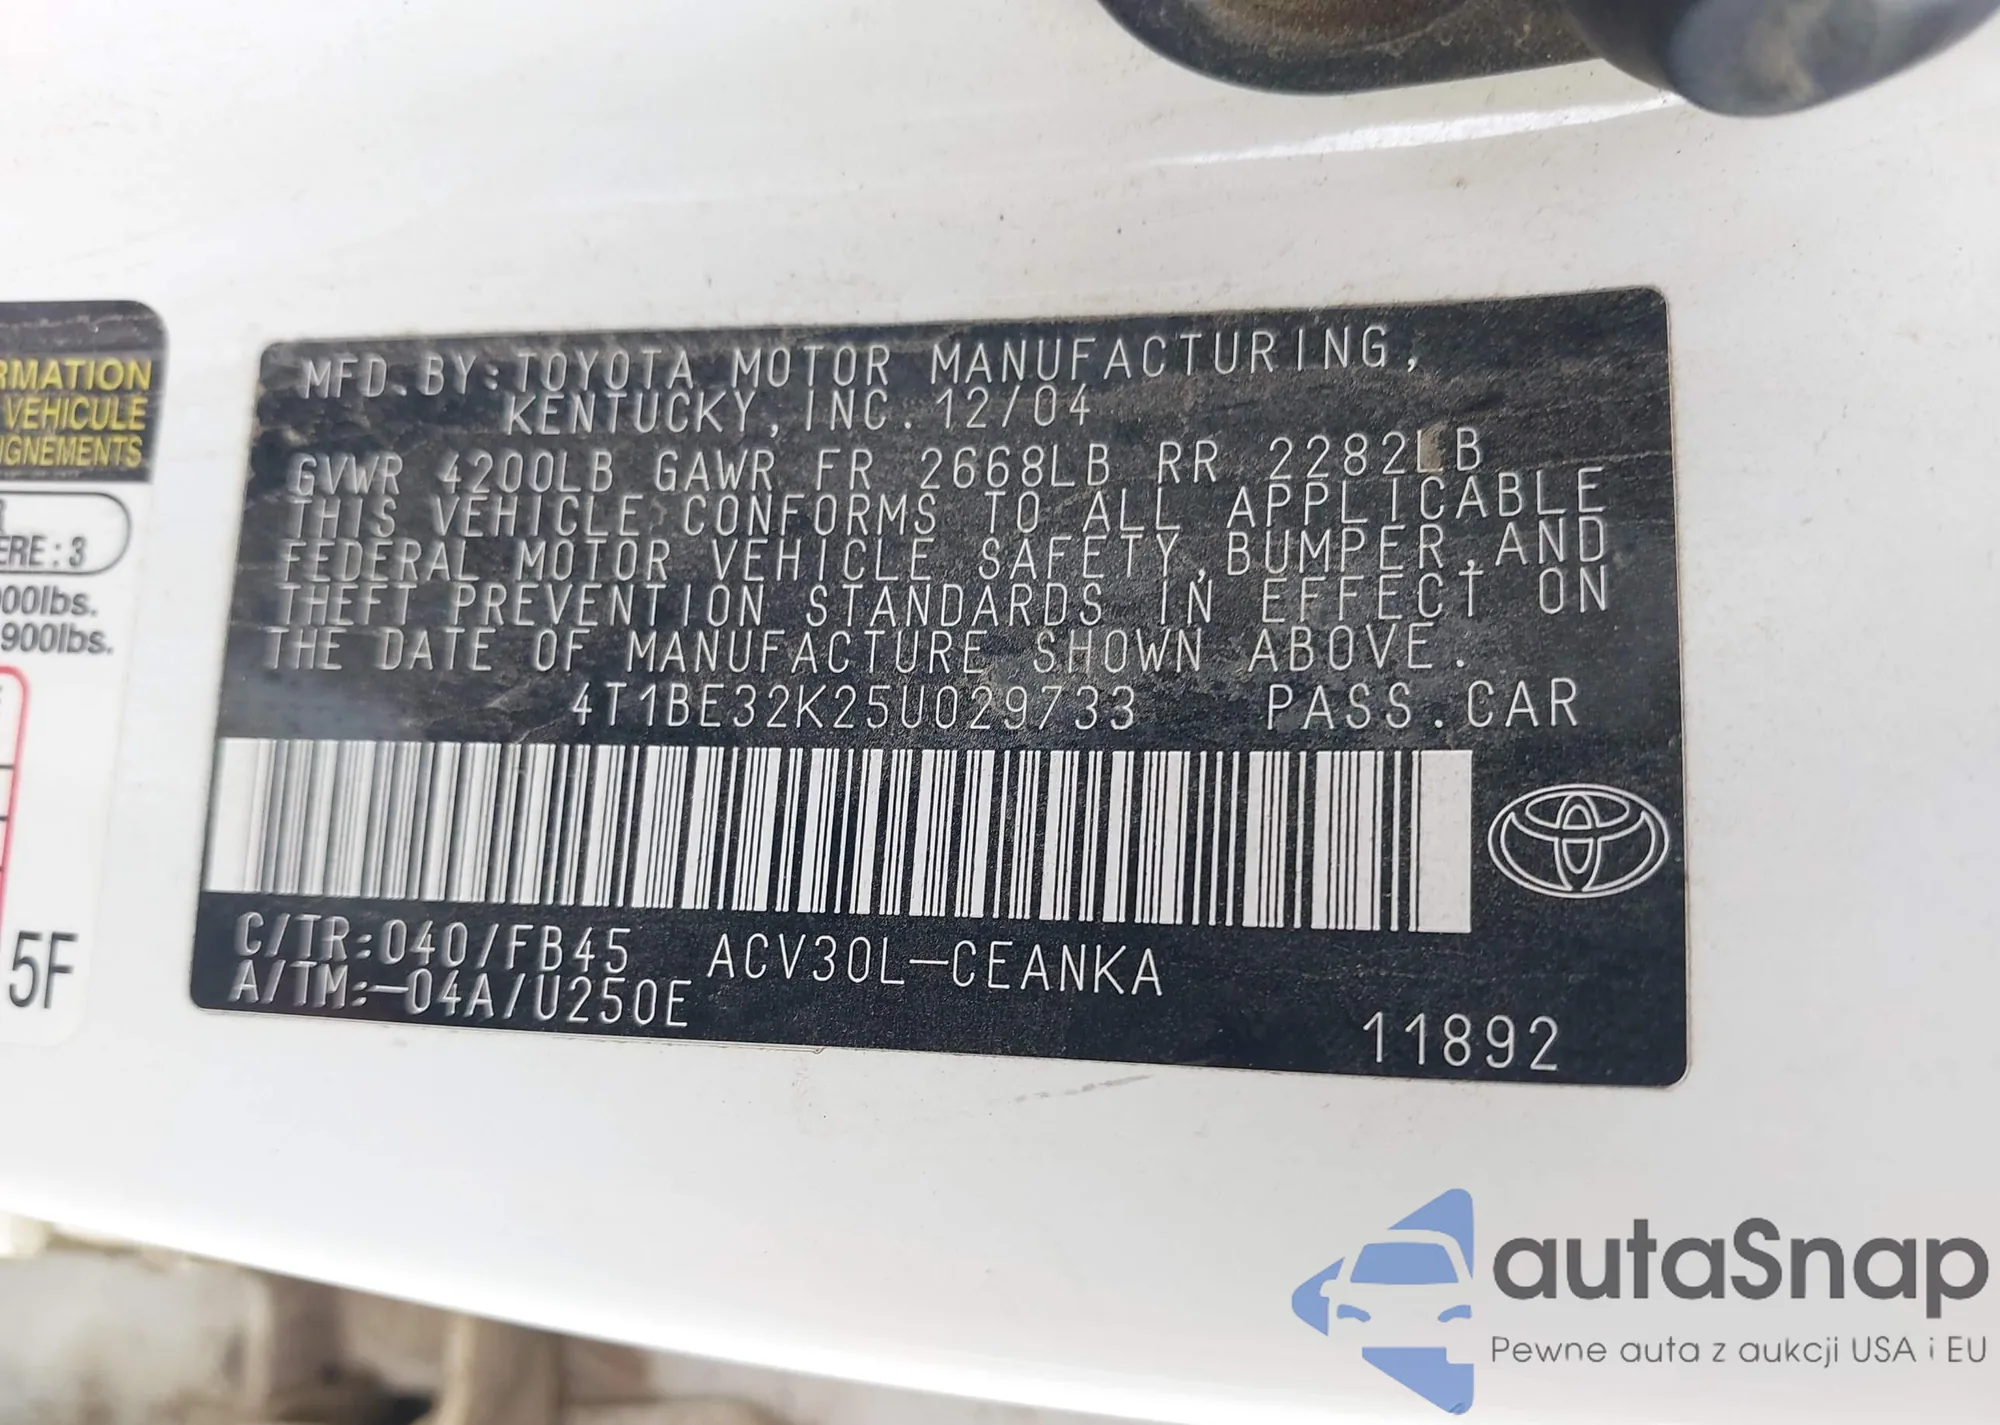 RMATION
VEHICULE
IGNEMENTS
ERE : 3
00lbs.
900lbs.
5F
MFD.BY:TOYOTA MOTOR MANUFACTURING,
KENTUCKY, INC. 12/04
GVWR 4200LB GAWR FR 2668LB RR 2282LB
THIS VEHICLE CONFORMS TO ALL APPLICABLE
FEDERAL MOTOR VEHICLE SAFETY,BUMPER,AND
THEFT PREVENTION STANDARDS IN EFFECT ON
THE DATE OF MANUFACTURE SHOWN ABOVE.
4T1BE32K25U029733 PASS.CAR
C/TR:040/FB45 ACV30L-CEANKA
A/TM:-04A/U250E
11892
autaSnap
Pewne auta z aukcji USA i EU